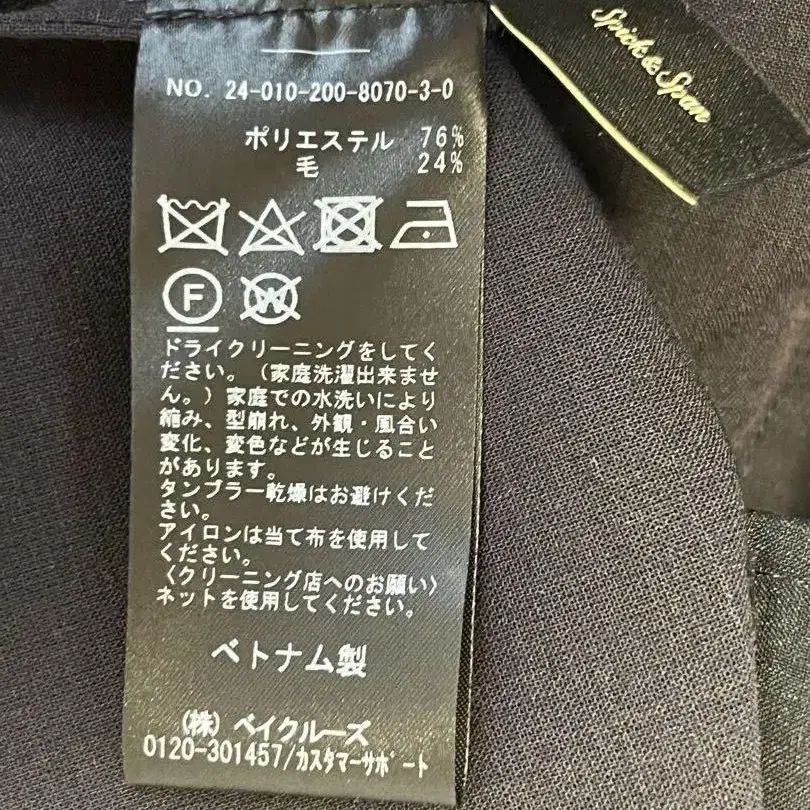 Spick & Span
NO. 24-010-200-8070-3-0
ポリエステル 76%
毛 24%
F
W
ドライクリーニングをしてく
ださい。（家庭洗濯出来ませ
ん。）家庭での水洗いにより
縮み、型崩れ、外観・風合い
変化、変色などが生じること
があります。
タンブラー乾燥はお避けくだ
さい。
アイロンは当て布を使用して
ください。
〈クリーニング店へのお願い〉
ネットを使用してください。
ベトナム製
(株) ベイクルーズ
0120-301457/カスタマーサポート